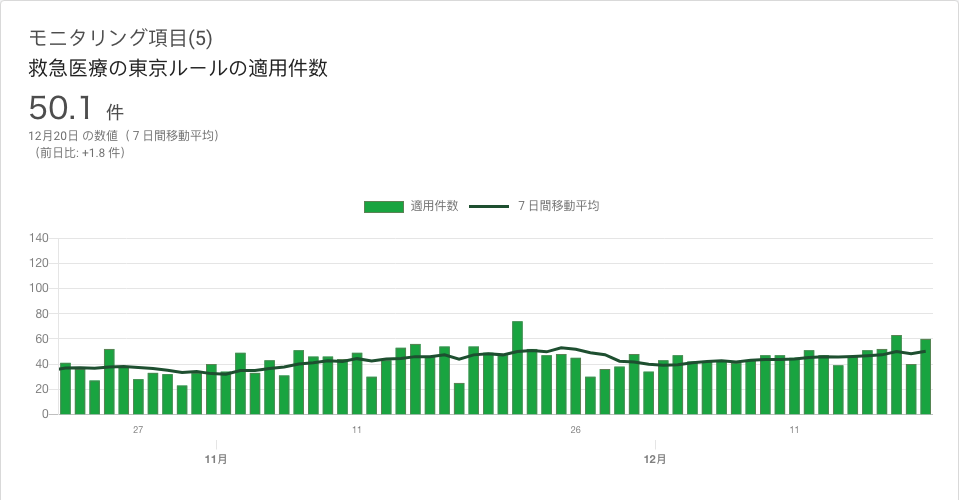 モニタリング項目(5)
救急医療の東京ルールの適用件数
50.1 件
12月20日 の数値（７日間移動平均）
（前日比: +1.8 件）
適用件数 ７日間移動平均
140
120
100
80
60
40
20
0
27 11 26 11
11月 12月